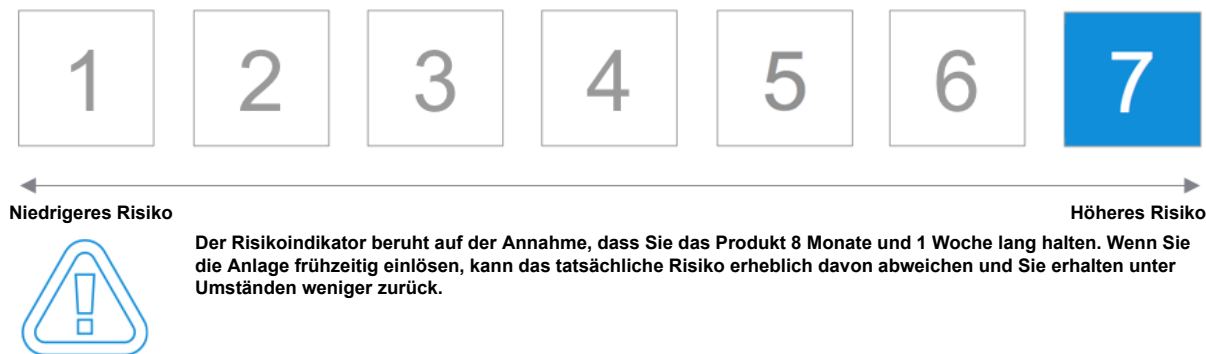 1 2 3 4 5 6 7
Niedrigeres Risiko Höheres Risiko
Der Risikoindikator beruht auf der Annahme, dass Sie das Produkt 8 Monate und 1 Woche lang halten. Wenn Sie
die Anlage frühzeitig einlösen, kann das tatsächliche Risiko erheblich davon abweichen und Sie erhalten unter
Umständen weniger zurück.